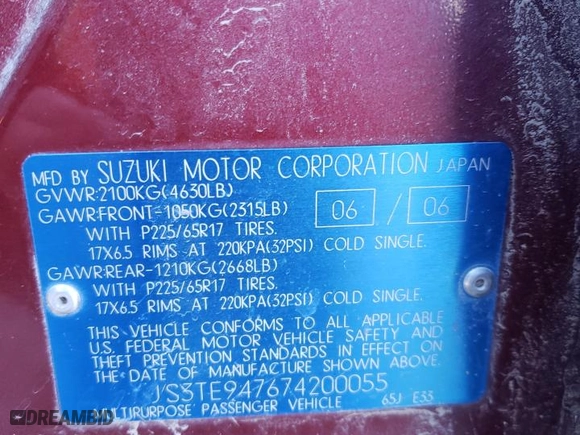 MFD BY SUZUKI MOTOR CORPORATION JAPAN
GVWR:2100KG(4630LB)
GAWR:FRONT-1050KG(2315LB) 06 / 06
WITH P225/65R17 TIRES.
17X6.5 RIMS AT 220KPA(32PSI) COLD SINGLE.
GAWR:REAR-1210KG(2668LB)
WITH P225/65R17 TIRES.
17X6.5 RIMS AT 220KPA(32PSI) COLD SINGLE.
THIS VEHICLE CONFORMS TO ALL APPLICABLE
U.S. FEDERAL MOTOR VEHICLE SAFETY AND
THEFT PREVENTION STANDARDS IN EFFECT ON
THE DATE OF MANUFACTURE SHOWN ABOVE.
JS3TE947674200055
MULTIPURPOSE PASSENGER VEHICLE 65J E33
DREAMBID